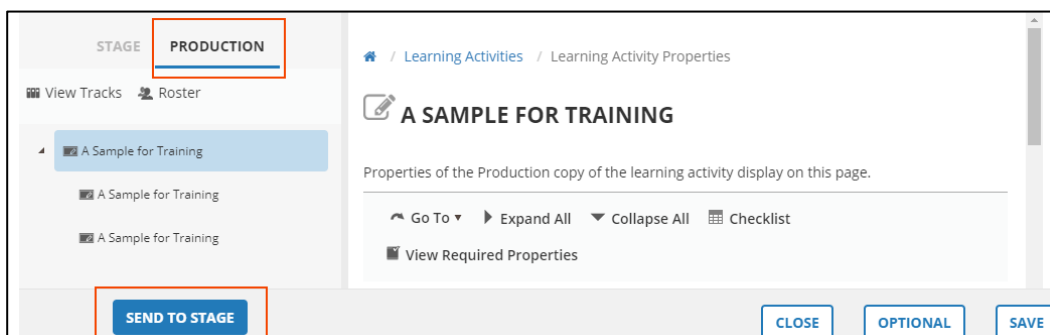 STAGE PRODUCTION
View Tracks Roster
A Sample for Training
A Sample for Training
A Sample for Training
SEND TO STAGE
/ Learning Activities / Learning Activity Properties
A SAMPLE FOR TRAINING
Properties of the Production copy of the learning activity display on this page.
Go To Expand All Collapse All Checklist
View Required Properties
CLOSE OPTIONAL SAVE